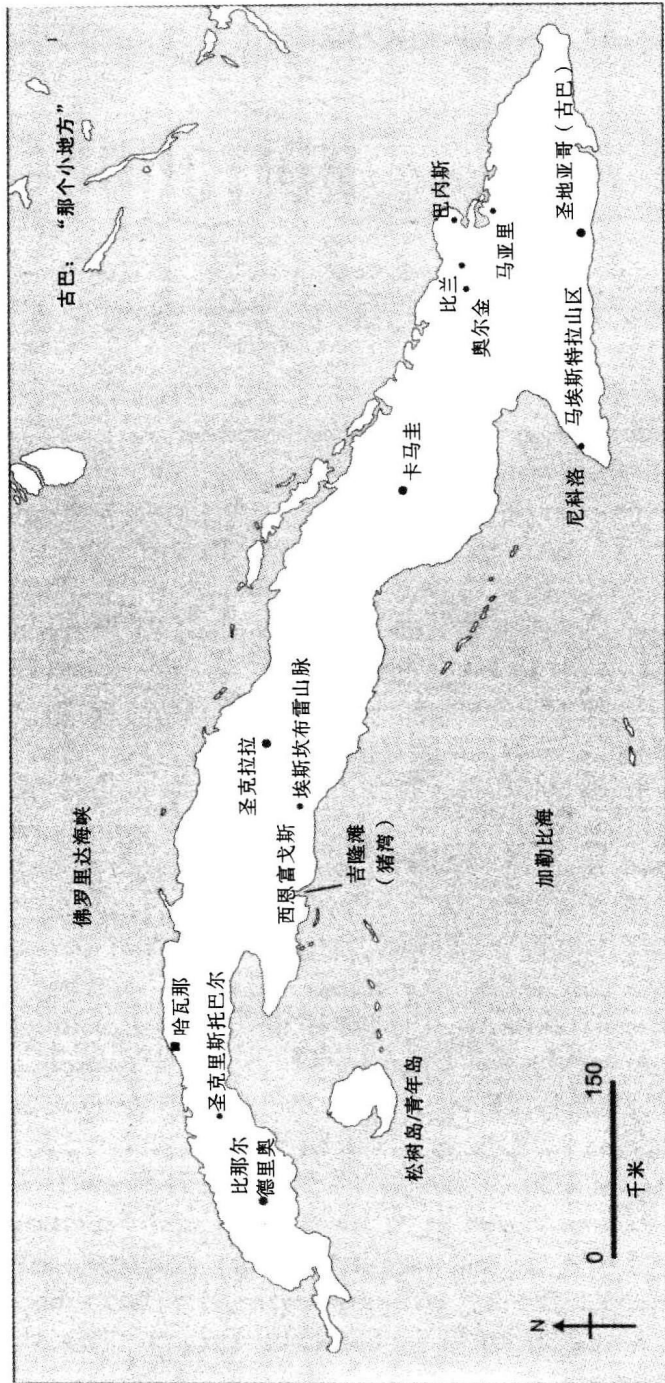 古巴：“那个小地方”
佛罗里达海峡
哈瓦那
圣克里斯托巴尔
比那尔
德里奥
松树岛/青年岛
圣克拉拉
埃斯坎布雷山脉
西恩富戈斯
吉隆滩
（猪湾）
卡马圭
巴内斯
比兰
奥尔金
马亚里
圣地亚哥（古巴）
马埃斯特拉山区
尼科洛
加勒比海
N
0
150
千米